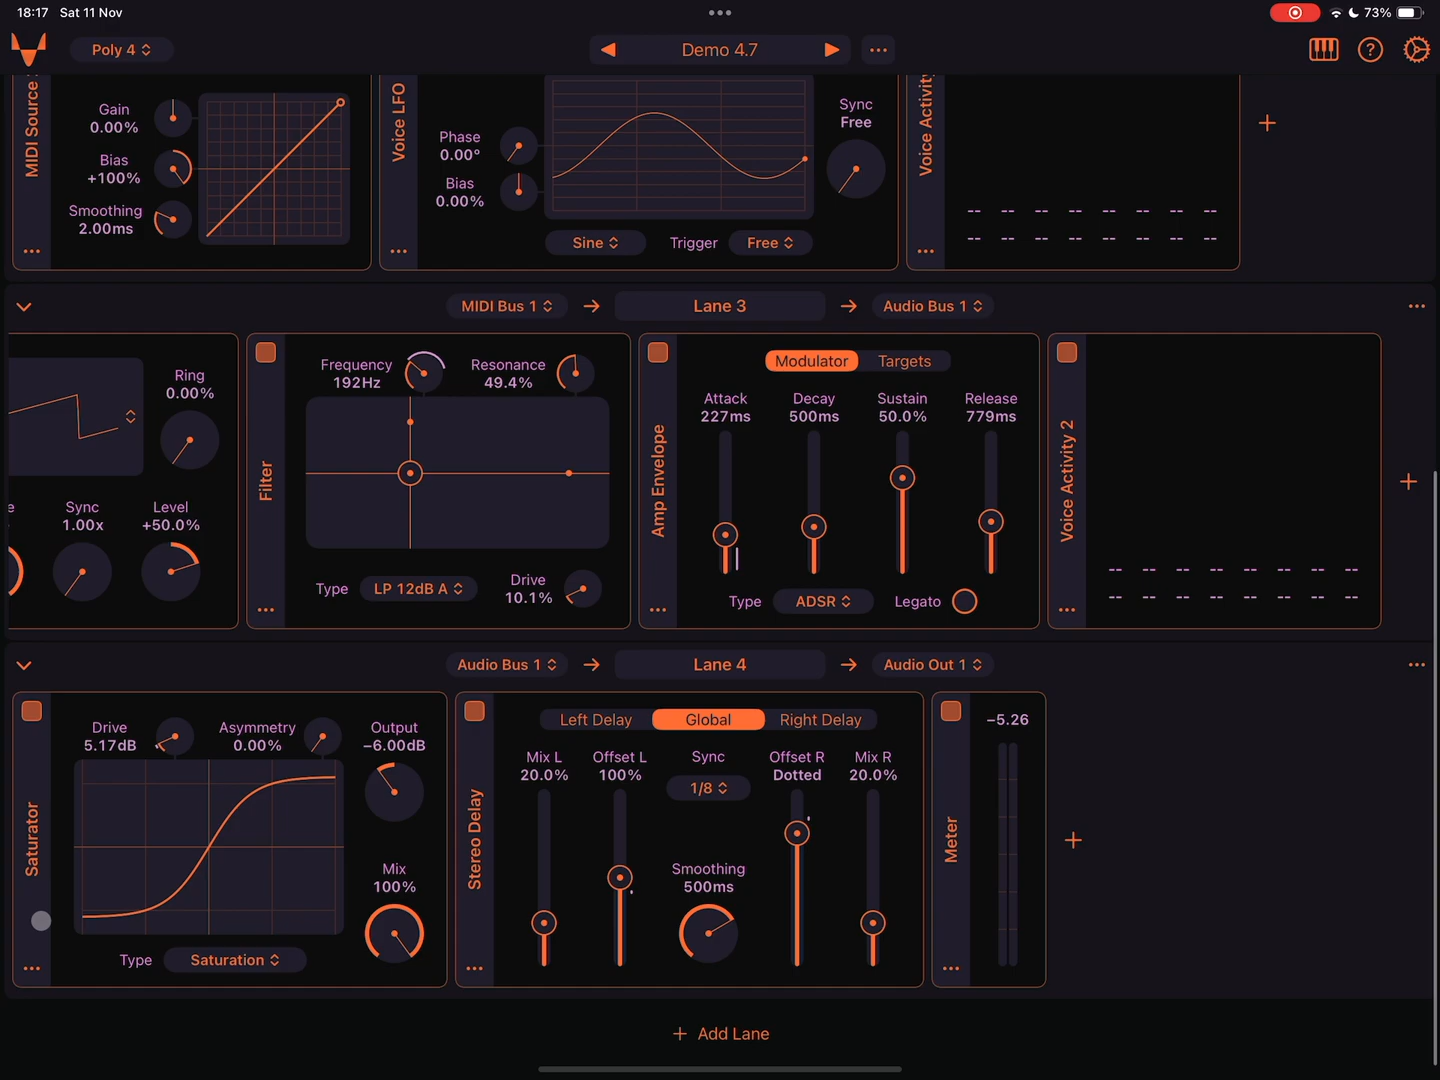 18:17 Sat 11 Nov
73%
Poly 4
Demo 4.7
MIDI Source
Gain
0.00%
Bias
+100%
Smoothing
2.00ms
Voice LFO
Phase
0.00°
Bias
0.00%
Sine
Trigger
Free
Sync
Free
-- -- -- -- -- -- -- --
-- -- -- -- -- -- -- --
MIDI Bus 1 → Lane 3 → Audio Bus 1
Ring
0.00%
Sync
1.00x
Level
+50.0%
Filter
Frequency
192Hz
Resonance
49.4%
Type
LP 12dB A
Drive
10.1%
Amp Envelope
Modulator Targets
Attack Decay Sustain Release
227ms 500ms 50.0% 779ms
Type ADSR Legato
Voice Activity 2
-- -- -- -- -- -- -- --
-- -- -- -- -- -- -- --
Audio Bus 1 → Lane 4 → Audio Out 1
Saturator
Drive
5.17dB
Asymmetry
0.00%
Output
−6.00dB
Mix
100%
Type Saturation
Stereo Delay
Left Delay Global Right Delay
Mix L
20.0%
Offset L
100%
Sync
1/8
Offset R
Dotted
Mix R
20.0%
Smoothing
500ms
Meter
−5.26
+ Add Lane